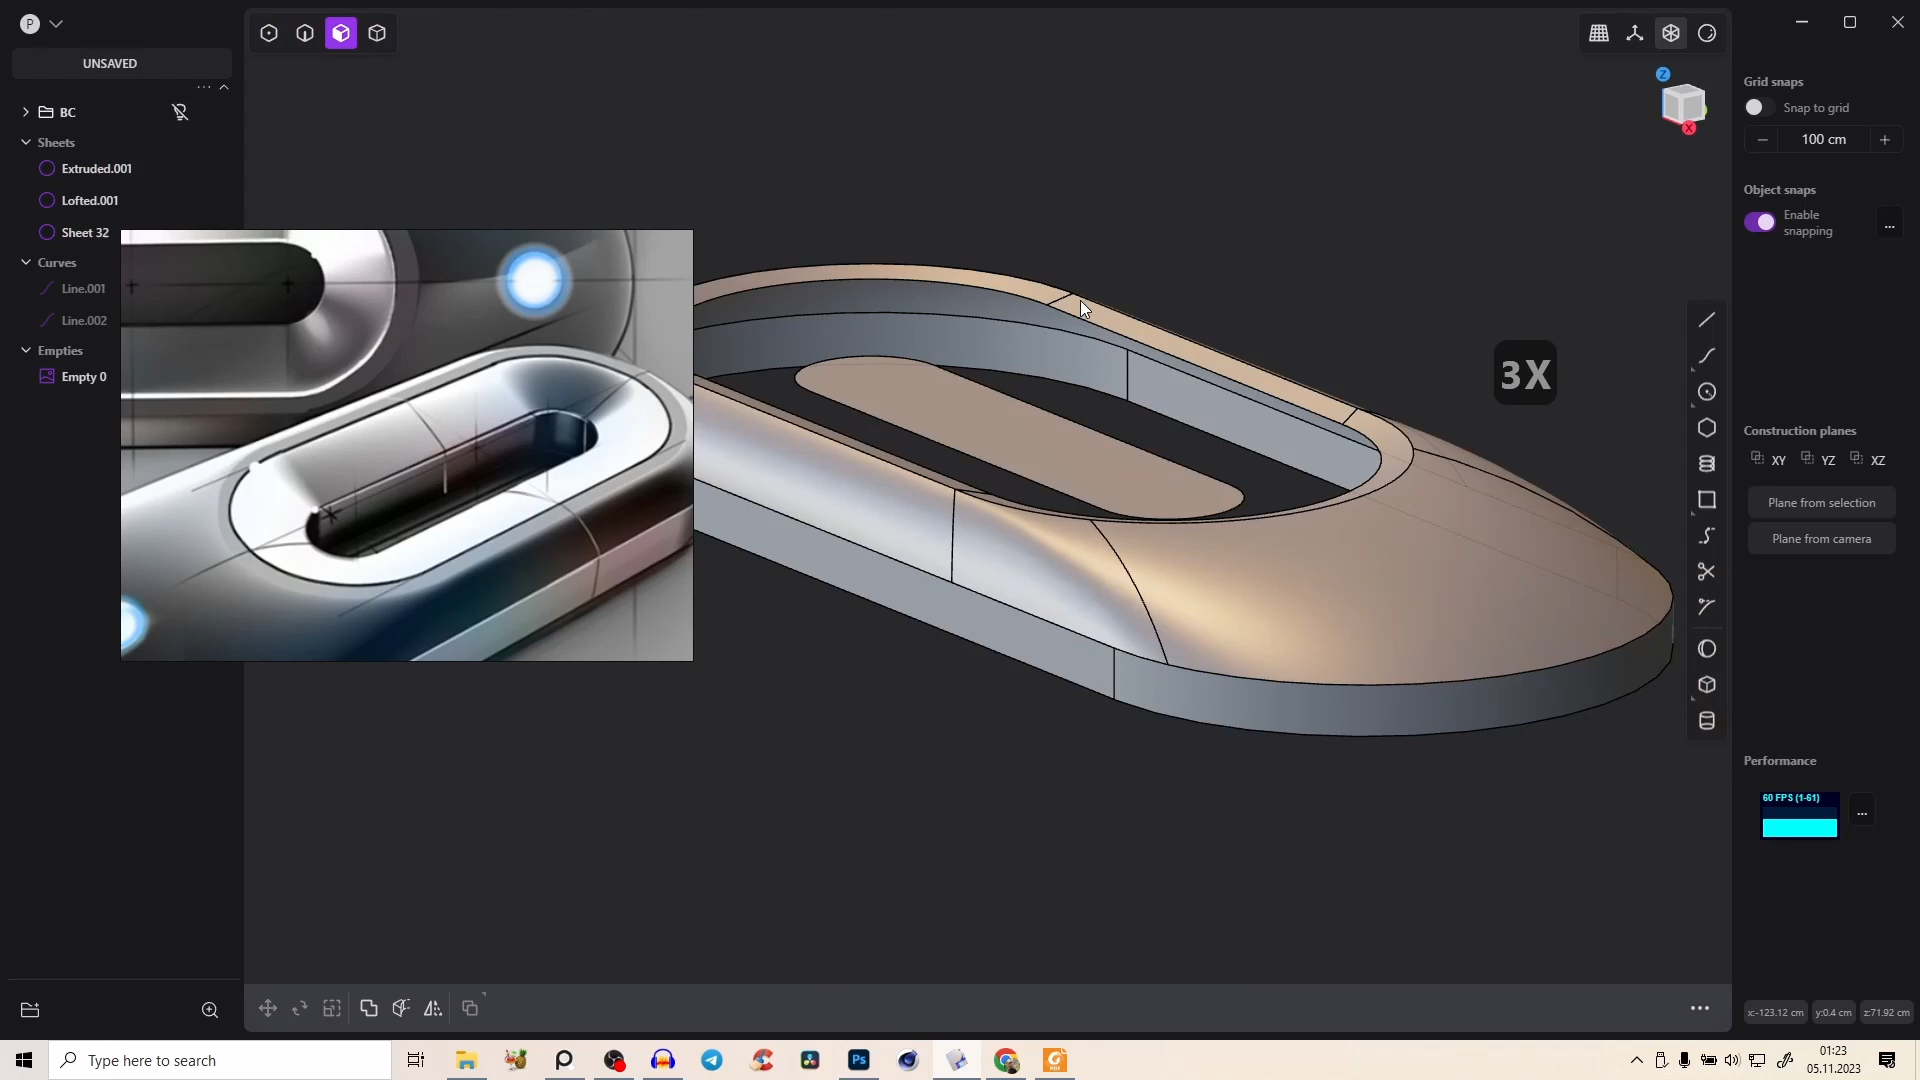 P
UNSAVED
BC
Sheets
Extruded.001
Lofted.001
Sheet 32
Curves
Line.001
Line.002
Empties
Empty 0
Z
X
3X
Grid snaps
Snap to grid
100 cm
Object snaps
Enable
snapping
...
Construction planes
XY
YZ
XZ
Plane from selection
Plane from camera
Performance
60 FPS (1-61)
...
x:-123.12 cm
y:0.4 cm
z:71.92 cm
Type here to search
Ps
PDF
01:23
05.11.2023